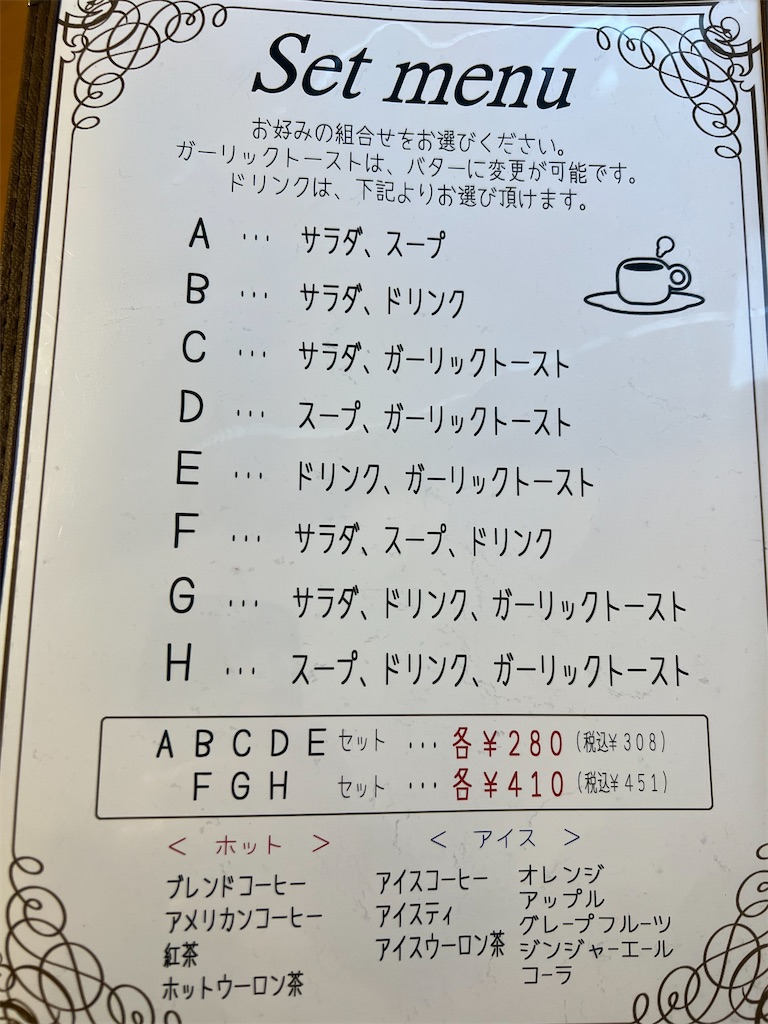 Set menu
お好みの組合せをお選びください。
ガーリックトーストは、バターに変更が可能です。
ドリンクは、下記よりお選び頂けます。
A … サラダ、スープ
B … サラダ、ドリンク
C … サラダ、ガーリックトースト
D … スープ、ガーリックトースト
E … ドリンク、ガーリックトースト
F … サラダ、スープ、ドリンク
G … サラダ、ドリンク、ガーリックトースト
H … スープ、ドリンク、ガーリックトースト
A B C D E セット … 各¥280(税込¥308)
F G H セット … 各¥410(税込¥451)
< ホット >
ブレンドコーヒー
アメリカンコーヒー
紅茶
ホットウーロン茶
< アイス >
アイスコーヒー
アイスティ
アイスウーロン茶
オレンジ
アップル
グレープフルーツ
ジンジャーエール
コーラ